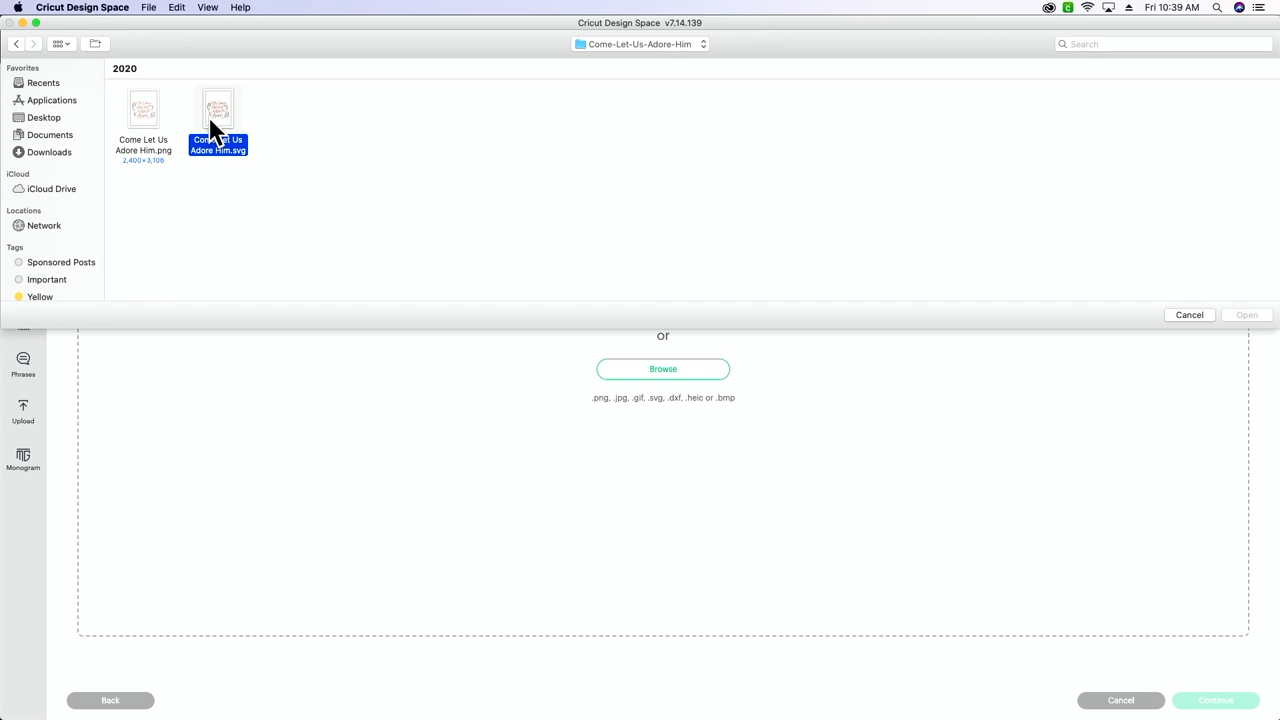 Cricut Design Space File Edit View Help Fri 10:39 AM
Cricut Design Space v7.14.139
Come-Let-Us-Adore-Him Search
Favorites
Recents
Applications
Desktop
Documents
Downloads
iCloud
iCloud Drive
Locations
Network
Tags
Sponsored Posts
Important
Yellow
2020
Come Let Us
Adore Him.png
2,400×3,106
Come Let Us
Adore Him.svg
Cancel Open
or
Browse
.png, .jpg, .gif, .svg, .dxf, .heic or .bmp
Phrases
Upload
Monogram
Back Cancel Continue